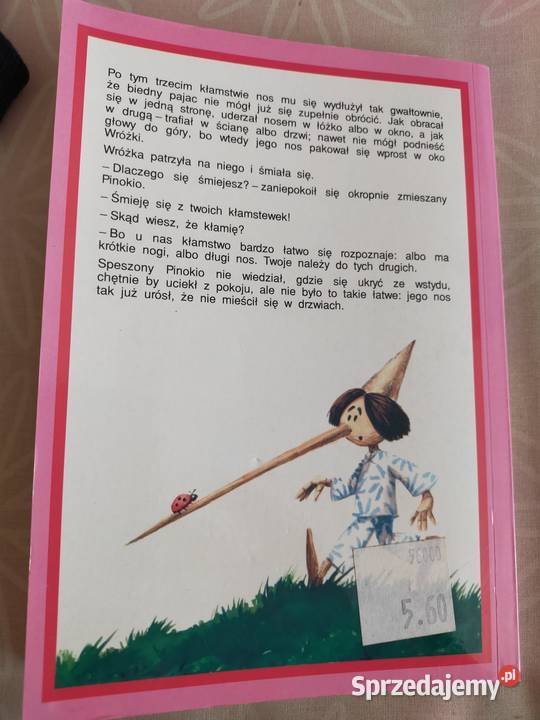 Po tym trzecim kłamstwie nos mu się wydłużył tak gwałtownie,
że biedny pajac nie mógł już się zupełnie obrócić. Jak obracał
się w jedną stronę, uderzał nosem w łóżko albo w okno, a jak
w drugą – trafiał w ścianę albo drzwi; nawet nie mógł podnieść
głowy do góry, bo wtedy jego nos pakował się wprost w oko
Wróżki.
Wróżka patrzyła na niego i śmiała się.
– Dlaczego się śmiejesz? – zaniepokoił się okropnie zmieszany
Pinokio.
– Śmieję się z twoich kłamstewek!
– Skąd wiesz, że kłamię?
– Bo u nas kłamstwo bardzo łatwo się rozpoznaje: albo ma
krótkie nogi, albo długi nos. Twoje należy do tych drugich.
Speszony Pinokio nie wiedział, gdzie się ukryć ze wstydu,
chętnie by uciekł z pokoju, ale nie było to takie łatwe: jego nos
tak już urósł, że nie mieścił się w drzwiach.
5.60
Sprzedajemy.pl